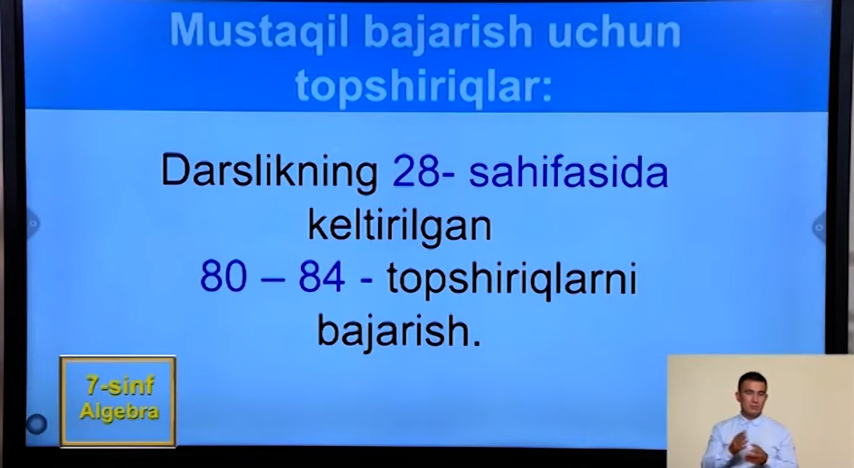 Mustaqil bajarish uchun
topshiriqlar:
Darslikning 28- sahifasida
keltirilgan
80 – 84 - topshiriqlarni
bajarish.
7-sinf
Algebra